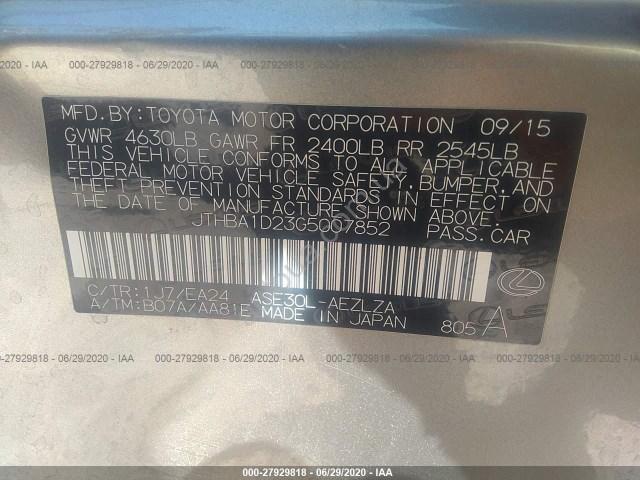 000-27929818 - 06/29/2020 - IAA
MFD.BY:TOYOTA MOTOR CORPORATION 09/15
GVWR 4630LB GAWR FR 2400LB RR 2545LB
THIS VEHICLE CONFORMS TO ALL APPLICABLE
FEDERAL MOTOR VEHICLE SAFETY,BUMPER,AND
THEFT PREVENTION STANDARDS IN EFFECT ON
THE DATE OF MANUFACTURE SHOWN ABOVE.
JTHBA1D23G5007852 PASS.CAR
C/TR:1J7/EA24 ASE30L-AEZLZA
A/TM:B07A/AA81E MADE IN JAPAN 8057A
000-27929818 - 06/29/2020 - IAA